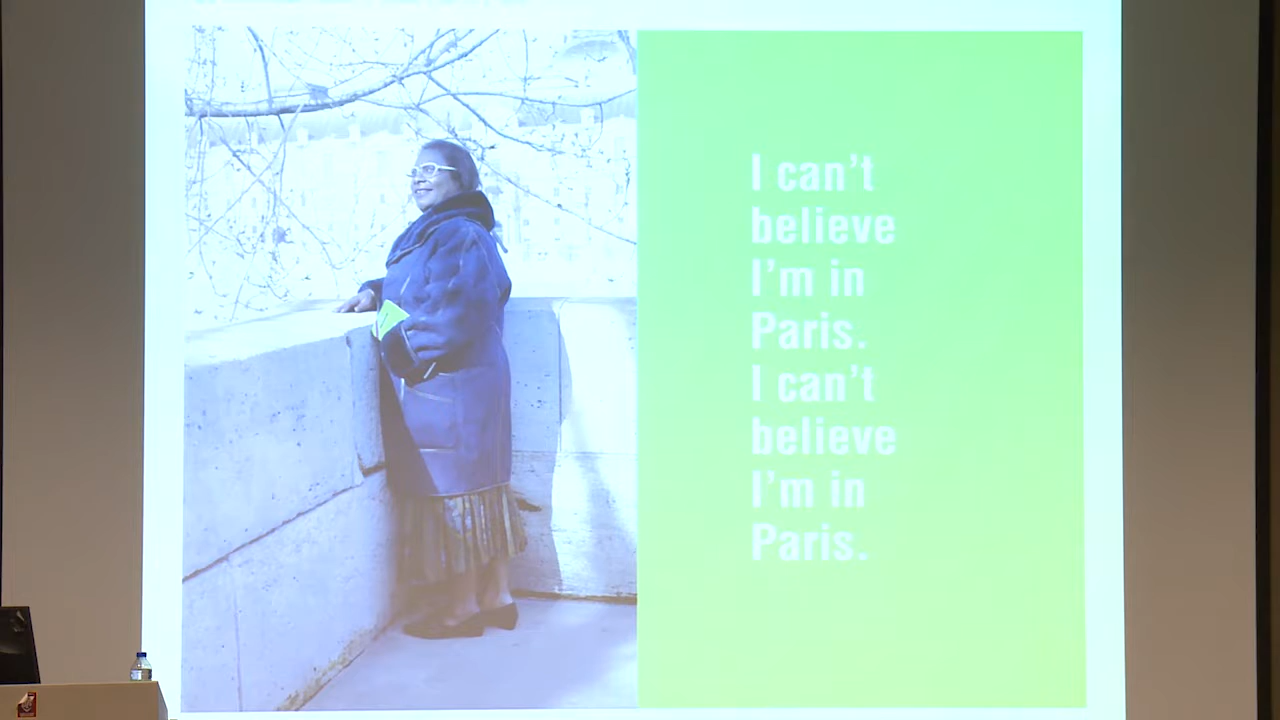 I can’t
believe
I’m in
Paris.
I can’t
believe
I’m in
Paris.